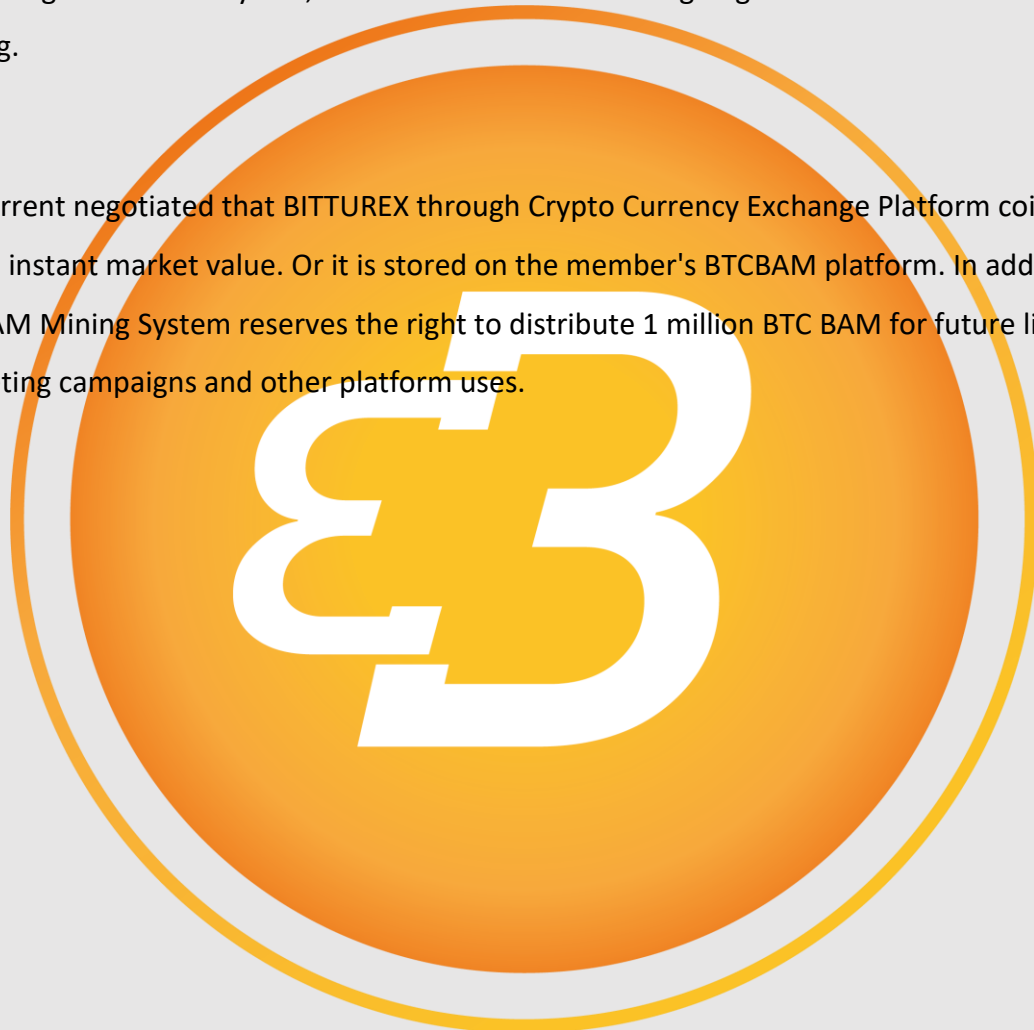 g.
rrent negotiated that BITTUREX through Crypto Currency Exchange Platform coi
instant market value. Or it is stored on the member's BTCBAM platform. In add
AM Mining System reserves the right to distribute 1 million BTC BAM for future li
ting campaigns and other platform uses.